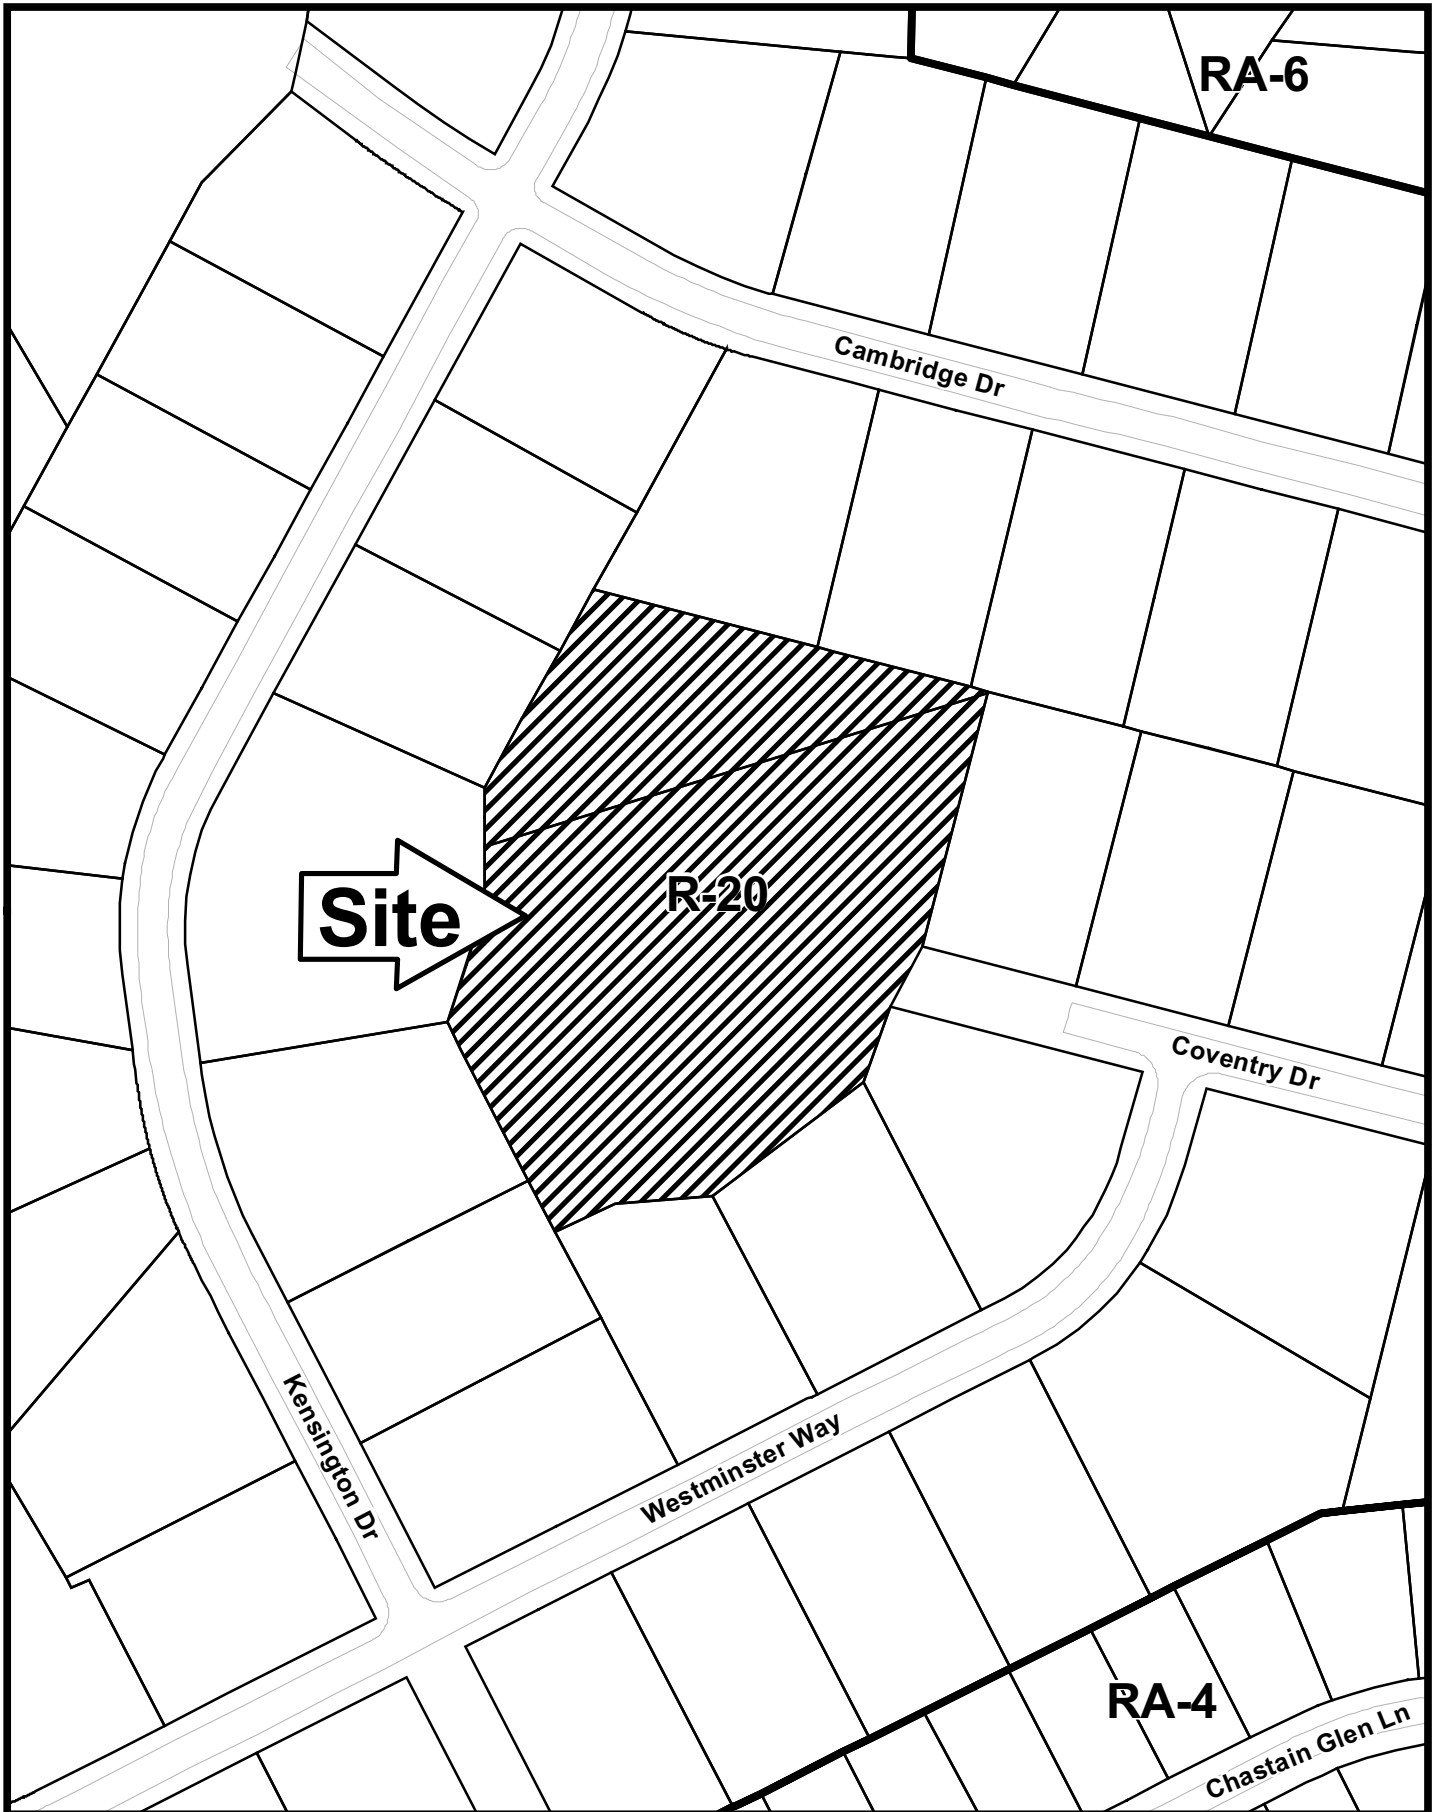 RA-6
Cambridge Dr
R-20
Site
Coventry Dr
Kensington Dr
Westminster Way
RA-4
Chastain Glen Ln